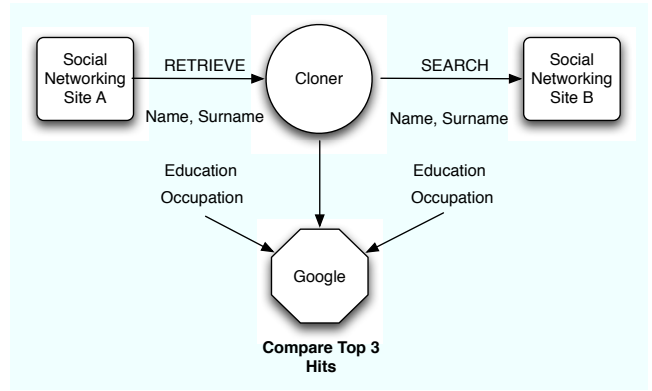 Social
Networking
Site A
RETRIEVE
Name, Surname
Cloner
SEARCH
Name, Surname
Social
Networking
Site B
Education
Occupation
Education
Occupation
Google
Compare Top 3
Hits